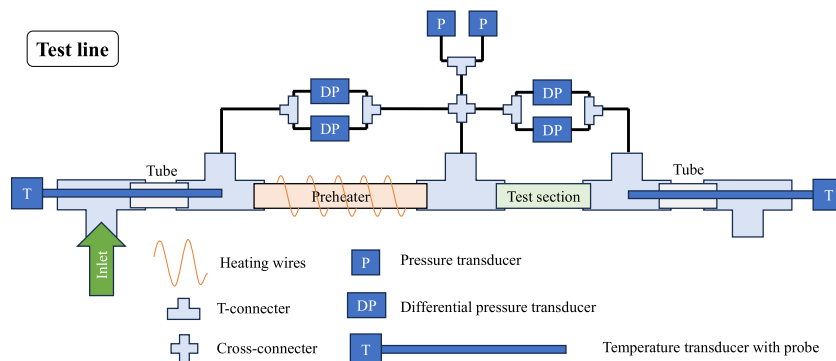 P P
Test line
DP DP
DP DP
Tube Tube
T Preheater Test section T
Inlet
Heating wires
P Pressure transducer
T-connecter
DP Differential pressure transducer
Cross-connecter
T Temperature transducer with probe